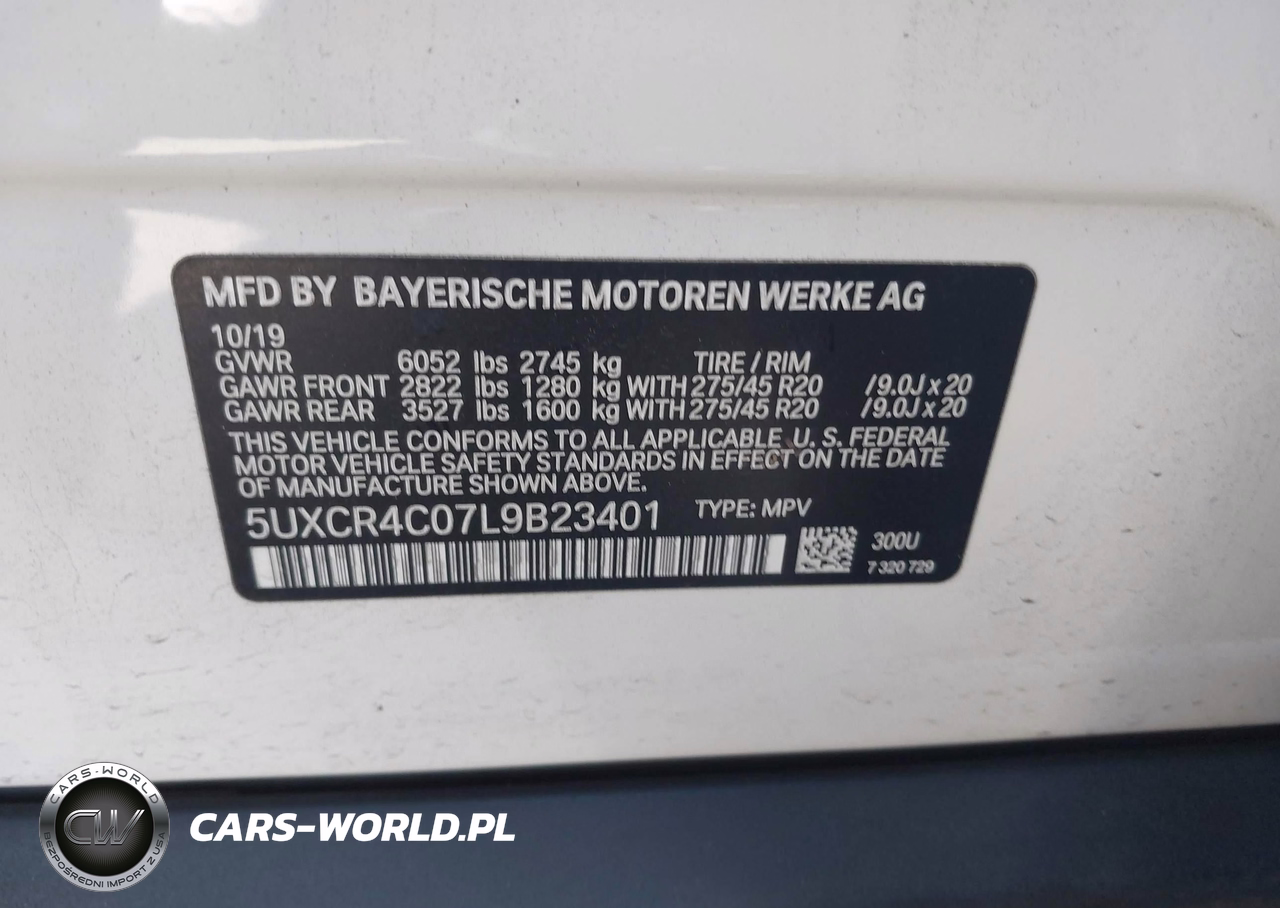 MFD BY BAYERISCHE MOTOREN WERKE AG
10/19
GVWR 6052 lbs 2745 kg TIRE / RIM
GAWR FRONT 2822 lbs 1280 kg WITH 275/45 R20 /9.0J x 20
GAWR REAR 3527 lbs 1600 kg WITH 275/45 R20 /9.0J x 20
THIS VEHICLE CONFORMS TO ALL APPLICABLE U. S. FEDERAL
MOTOR VEHICLE SAFETY STANDARDS IN EFFECT ON THE DATE
OF MANUFACTURE SHOWN ABOVE.
5UXCR4C07L9B23401 TYPE: MPV
300U
7 320 729
CARS-WORLD
CW
BEZPOŚREDNI IMPORT Z USA
CARS-WORLD.PL